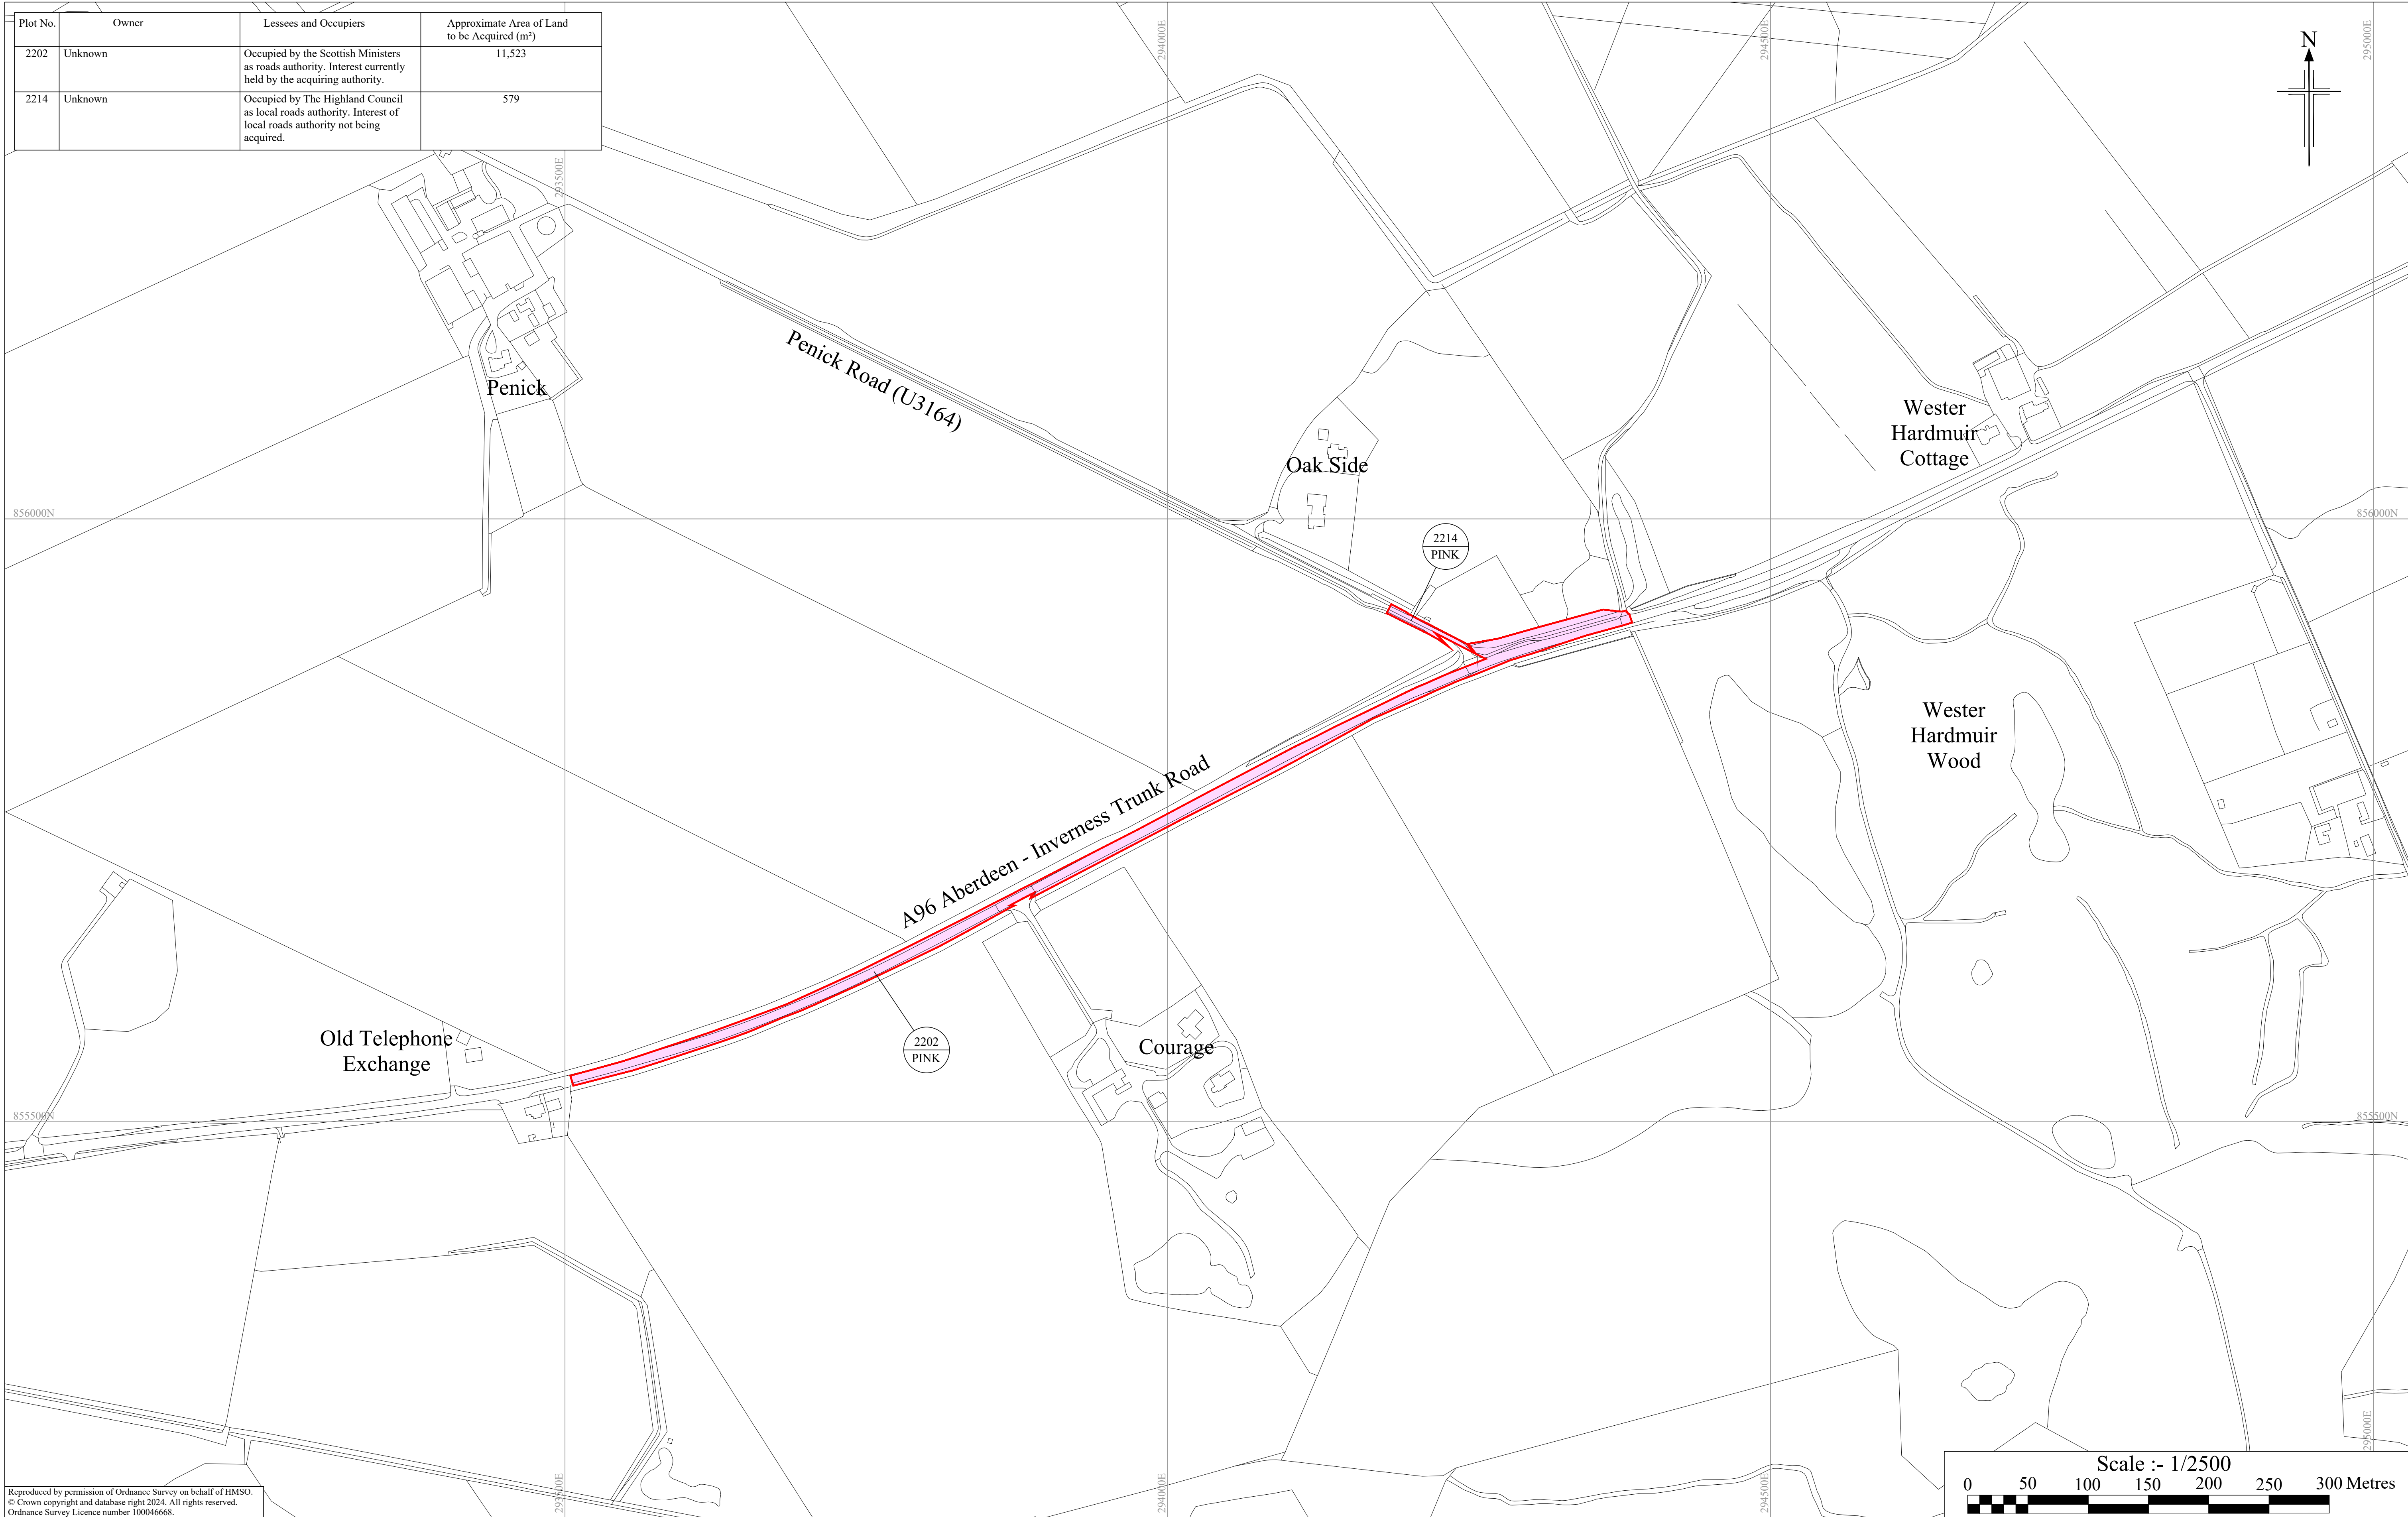 Plot No. Owner Lessees and Occupiers Approximate Area of Land
to be Acquired (m²)
2202 Unknown Occupied by the Scottish Ministers 11,523
as roads authority. Interest currently
held by the acquiring authority.
2214 Unknown Occupied by The Highland Council 579
as local roads authority. Interest of
local roads authority not being
acquired.
294000E
294500E
295000E
N
293500E
Penick Road (U3164)
Penick
Wester
Hardmuir
Cottage
Oak Side
856000N
856000N
2214
PINK
Wester
Hardmuir
Wood
A96 Aberdeen - Inverness Trunk Road
Old Telephone
Exchange
2202
PINK
Courage
855500N
855500N
293500E
294000E
294500E
295000E
Scale :- 1/2500
0 50 100 150 200 250 300 Metres
Reproduced by permission of Ordnance Survey on behalf of HMSO.
© Crown copyright and database right 2024. All rights reserved.
Ordnance Survey Licence number 100046668.